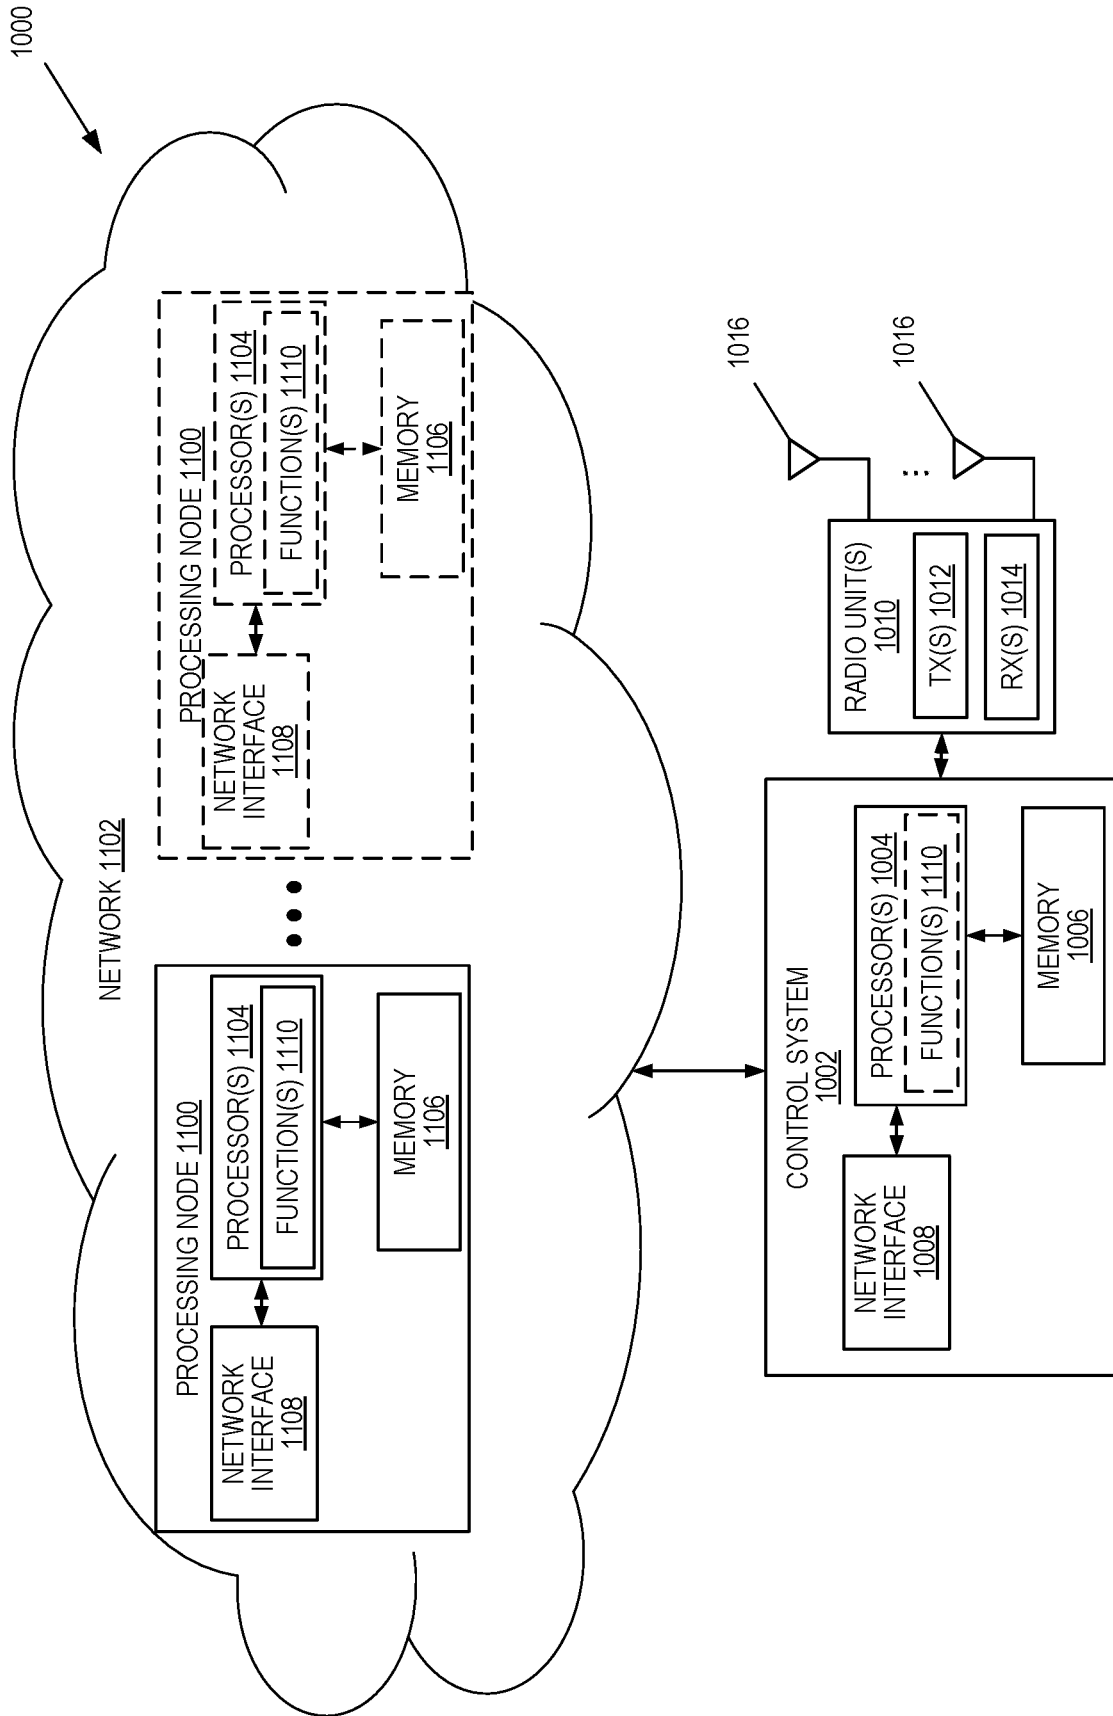 1000
NETWORK 1102
PROCESSING NODE 1100
PROCESSOR(S) 1104
FUNCTION(S) 1110
MEMORY
1106
NETWORK
INTERFACE
1108
PROCESSING NODE 1100
PROCESSOR(S) 1104
FUNCTION(S) 1110
MEMORY
1106
NETWORK
INTERFACE
1108
CONTROL SYSTEM
1002
PROCESSOR(S) 1004
FUNCTION(S) 1110
MEMORY
1006
NETWORK
INTERFACE
1008
RADIO UNIT(S)
1010
TX(S) 1012
RX(S) 1014
1016
1016